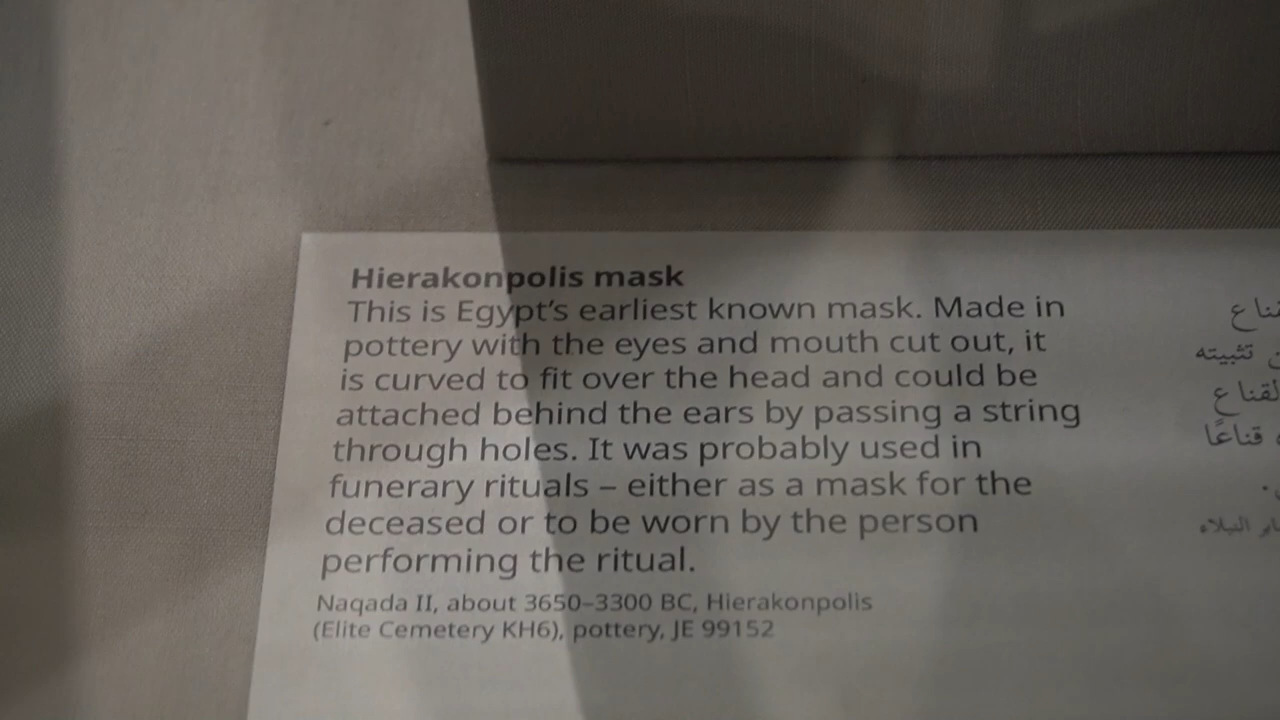 Hierakonpolis mask
This is Egypt’s earliest known mask. Made in
pottery with the eyes and mouth cut out, it
is curved to fit over the head and could be
attached behind the ears by passing a string
through holes. It was probably used in
funerary rituals – either as a mask for the
deceased or to be worn by the person
performing the ritual.
Naqada II, about 3650–3300 BC, Hierakonpolis
(Elite Cemetery KH6), pottery, JE 99152
تثبيته
قناعًا